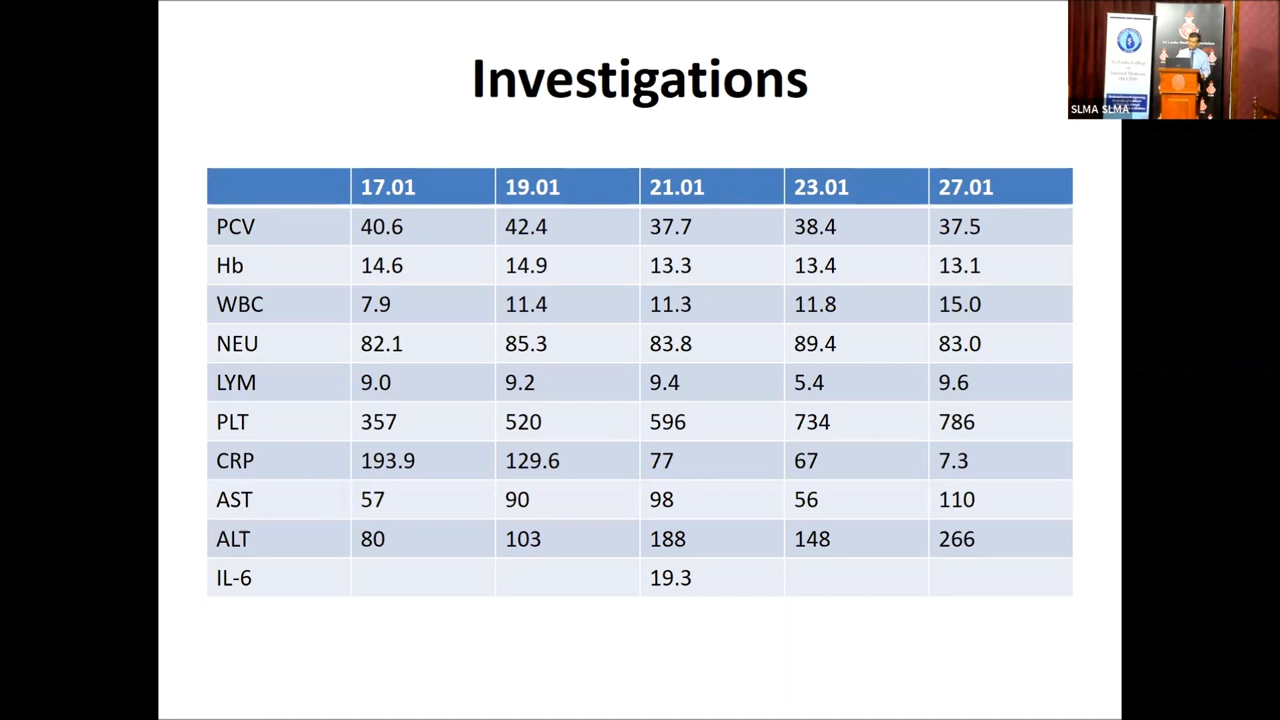 Investigations
17.01 19.01 21.01 23.01 27.01
PCV 40.6 42.4 37.7 38.4 37.5
Hb 14.6 14.9 13.3 13.4 13.1
WBC 7.9 11.4 11.3 11.8 15.0
NEU 82.1 85.3 83.8 89.4 83.0
LYM 9.0 9.2 9.4 5.4 9.6
PLT 357 520 596 734 786
CRP 193.9 129.6 77 67 7.3
AST 57 90 98 56 110
ALT 80 103 188 148 266
IL-6 19.3
SLMA SLMA